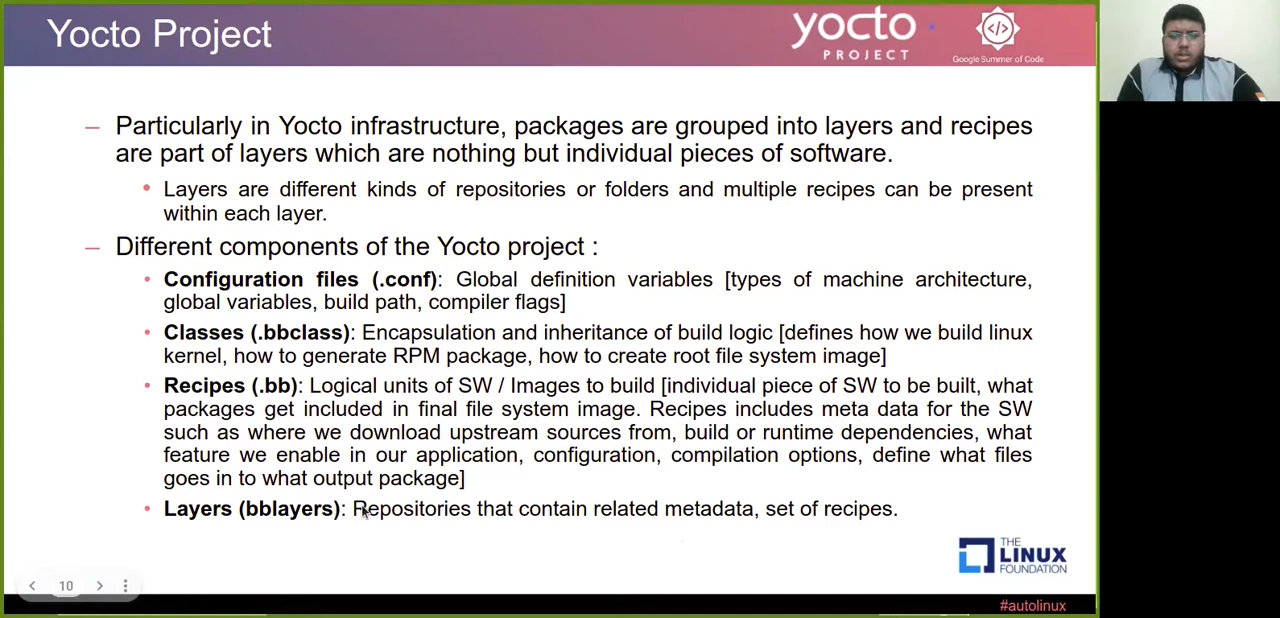 Yocto Project
yocto
PROJECT
Google Summer of Code
– Particularly in Yocto infrastructure, packages are grouped into layers and recipes
are part of layers which are nothing but individual pieces of software.
• Layers are different kinds of repositories or folders and multiple recipes can be present
within each layer.
– Different components of the Yocto project :
• Configuration files (.conf): Global definition variables [types of machine architecture,
global variables, build path, compiler flags]
• Classes (.bbclass): Encapsulation and inheritance of build logic [defines how we build linux
kernel, how to generate RPM package, how to create root file system image]
• Recipes (.bb): Logical units of SW / Images to build [individual piece of SW to be built, what
packages get included in final file system image. Recipes includes meta data for the SW
such as where we download upstream sources from, build or runtime dependencies, what
feature we enable in our application, configuration, compilation options, define what files
goes in to what output package]
• Layers (bblayers): Repositories that contain related metadata, set of recipes.
THE
LINUX
FOUNDATION
10
#autolinux